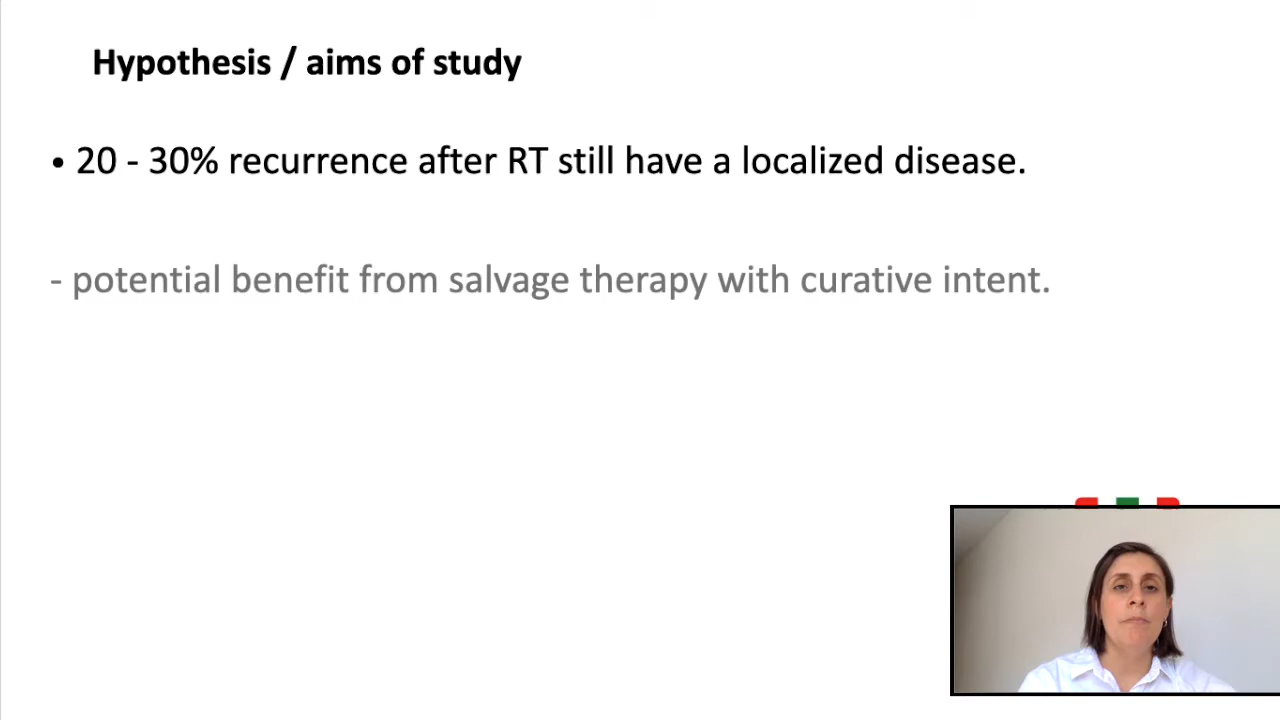 Hypothesis / aims of study
• 20 - 30% recurrence after RT still have a localized disease.
- potential benefit from salvage therapy with curative intent.